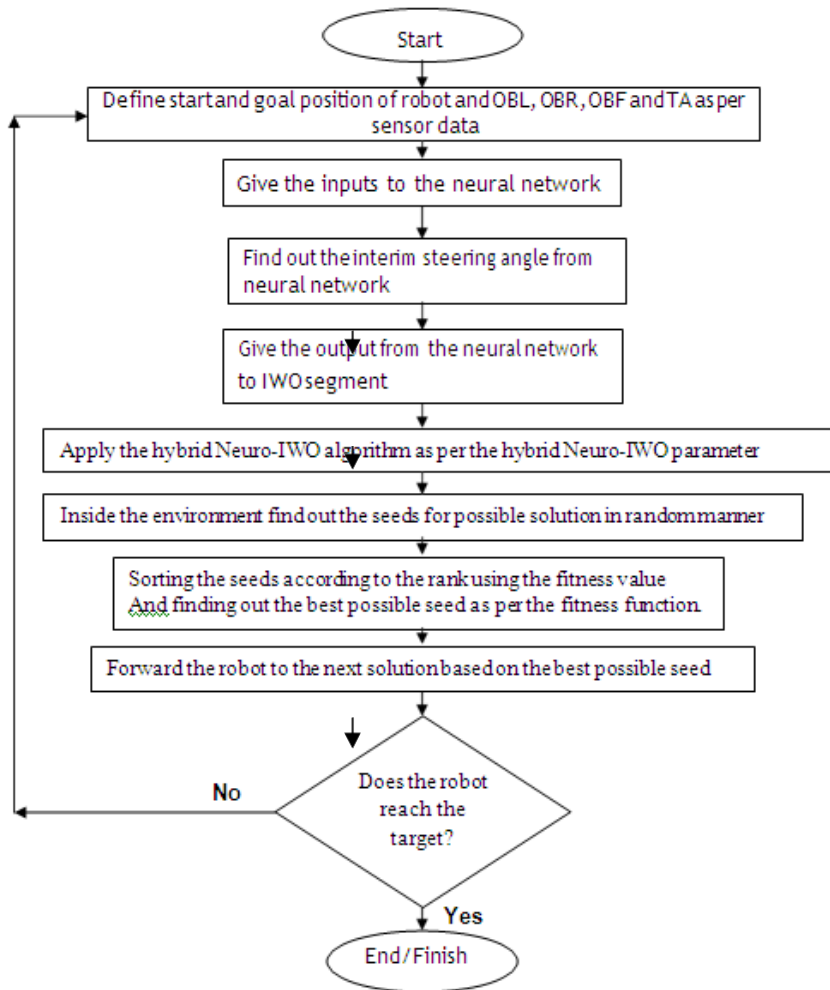 Start
Define start and goal position of robot and OBL, OBR, OBF and TA as per
sensor data
Give the inputs to the neural network
Find out the interim steering angle from
neural network
Give the output from the neural network
to IWO segment
Apply the hybrid Neuro-IWO algorithm as per the hybrid Neuro-IWO parameter
Inside the environment find out the seeds for possible solution in random manner
Sorting the seeds according to the rank using the fitness value
And finding out the best possible seed as per the fitness function.
Forward the robot to the next solution based on the best possible seed
Does the robot
reach the
target?
No
Yes
End/Finish